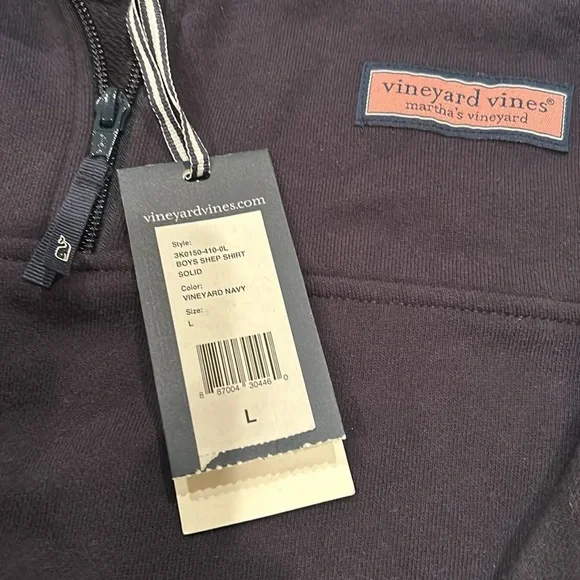 vineyard vines®
martha's vineyard
vineyardvines.com
Style:
3K0150-410-0L
BOYS SHEP SHIRT
SOLID
Color:
VINEYARD NAVY
Size:
L
8 87004 30446 0
L